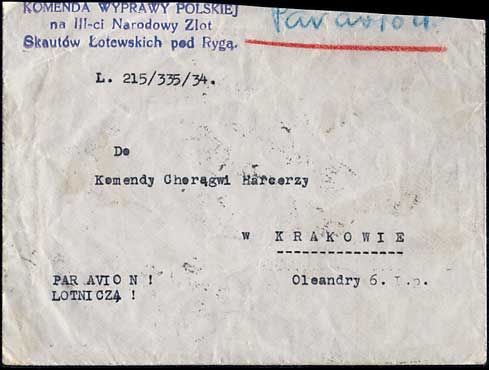 KOMENDA WYPRAWY POLSKIEJ
na III-ci Narodowy Zlot
Skautów Łotewskich pod Rygą.
Par avion
L. 215/335/34.
Do
Komendy Chorągwi Harcerzy
w KRAKOWIE
PAR AVION !
LOTNICZĄ !
Oleandry 6. I.p.